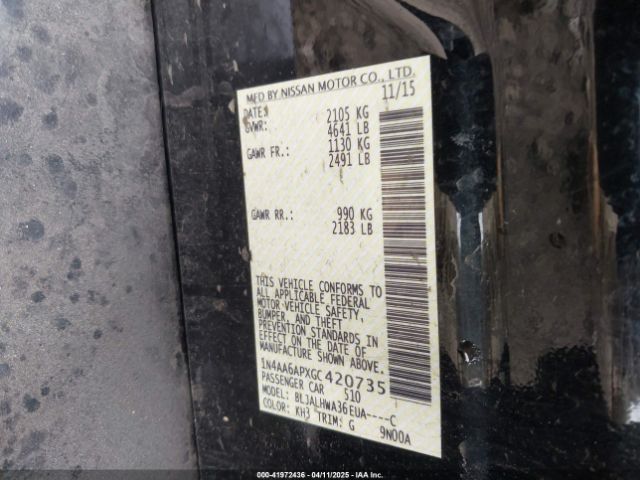 MFD BY NISSAN MOTOR CO., LTD.
DATE: 11/15
GVWR: 2105 KG
4641 LB
GAWR FR.: 1130 KG
2491 LB
GAWR RR.: 990 KG
2183 LB
THIS VEHICLE CONFORMS TO
ALL APPLICABLE FEDERAL
MOTOR VEHICLE SAFETY,
BUMPER, AND THEFT
PREVENTION STANDARDS IN
EFFECT ON THE DATE OF
MANUFACTURE SHOWN ABOVE.
1N4AA6APXGC420735
PASSENGER CAR 510
MODEL: BLJALHWA36EUA----C
COLOR: KH3 TRIM: G 9N00A
000-41972436 04/11/2025 IAAHQ-CSTOCK